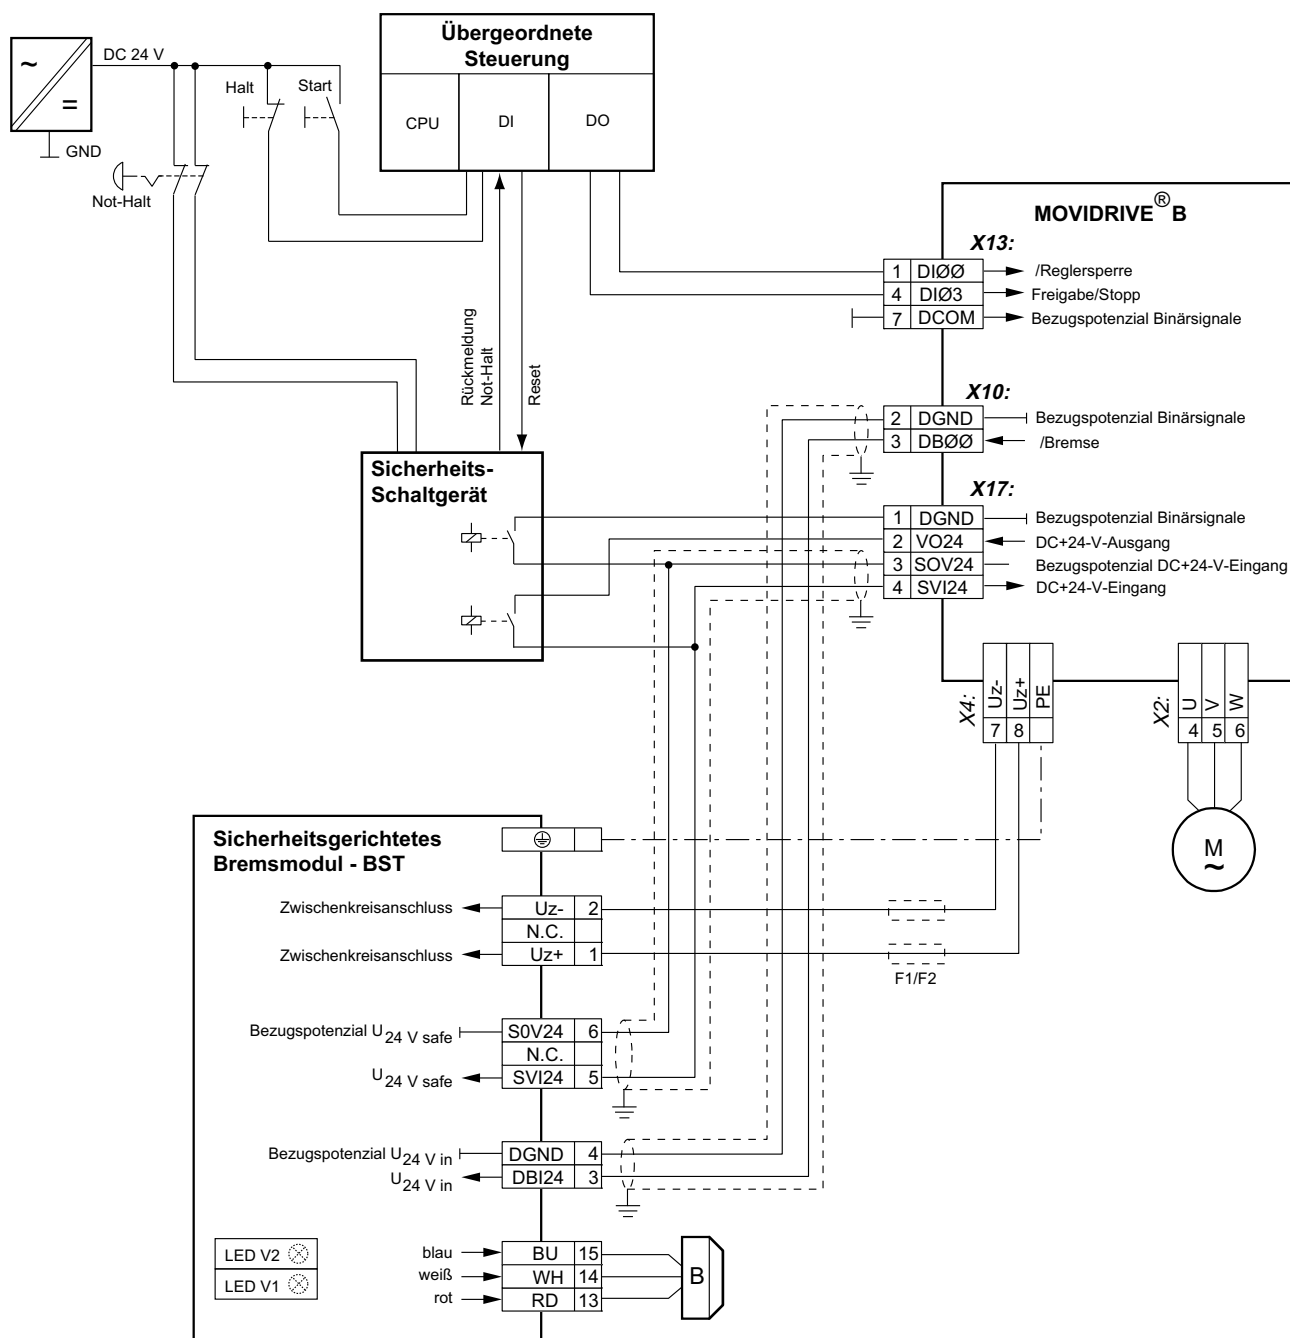 Übergeordnete
Steuerung
CPU
DI
DO
DC 24 V
~
=
GND
Halt
Start
Not-Halt
Rückmeldung
Not-Halt
Reset
MOVIDRIVE® B
X13:
1 DIØØ /Reglersperre
4 DIØ3 Freigabe/Stopp
7 DCOM Bezugspotenzial Binärsignale
X10:
2 DGND Bezugspotenzial Binärsignale
3 DBØØ /Bremse
X17:
1 DGND Bezugspotenzial Binärsignale
2 VO24 DC+24-V-Ausgang
3 SOV24 Bezugspotenzial DC+24-V-Eingang
4 SVI24 DC+24-V-Eingang
Sicherheits-
Schaltgerät
X4:
Uz- Uz+ PE
7 8
X2:
U V W
4 5 6
M
~
Sicherheitsgerichtetes
Bremsmodul - BST
Zwischenkreisanschluss Uz- 2
N.C.
Zwischenkreisanschluss Uz+ 1
F1/F2
Bezugspotenzial U24 V safe S0V24 6
N.C.
U24 V safe SVI24 5
Bezugspotenzial U24 V in DGND 4
U24 V in DBI24 3
LED V2
LED V1
blau BU 15
weiß WH 14
rot RD 13
B